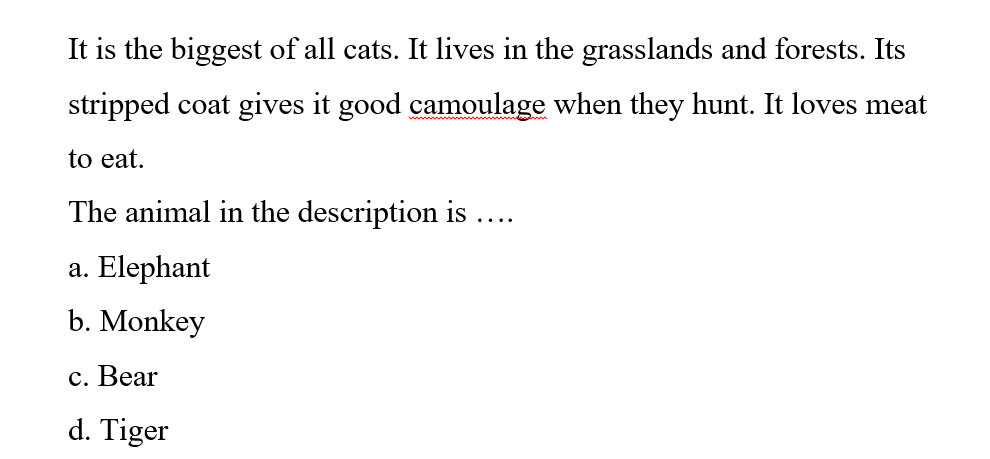 It is the biggest of all cats. It lives in the grasslands and forests. Its
stripped coat gives it good camoulage when they hunt. It loves meat
to eat.
The animal in the description is ….
a. Elephant
b. Monkey
c. Bear
d. Tiger